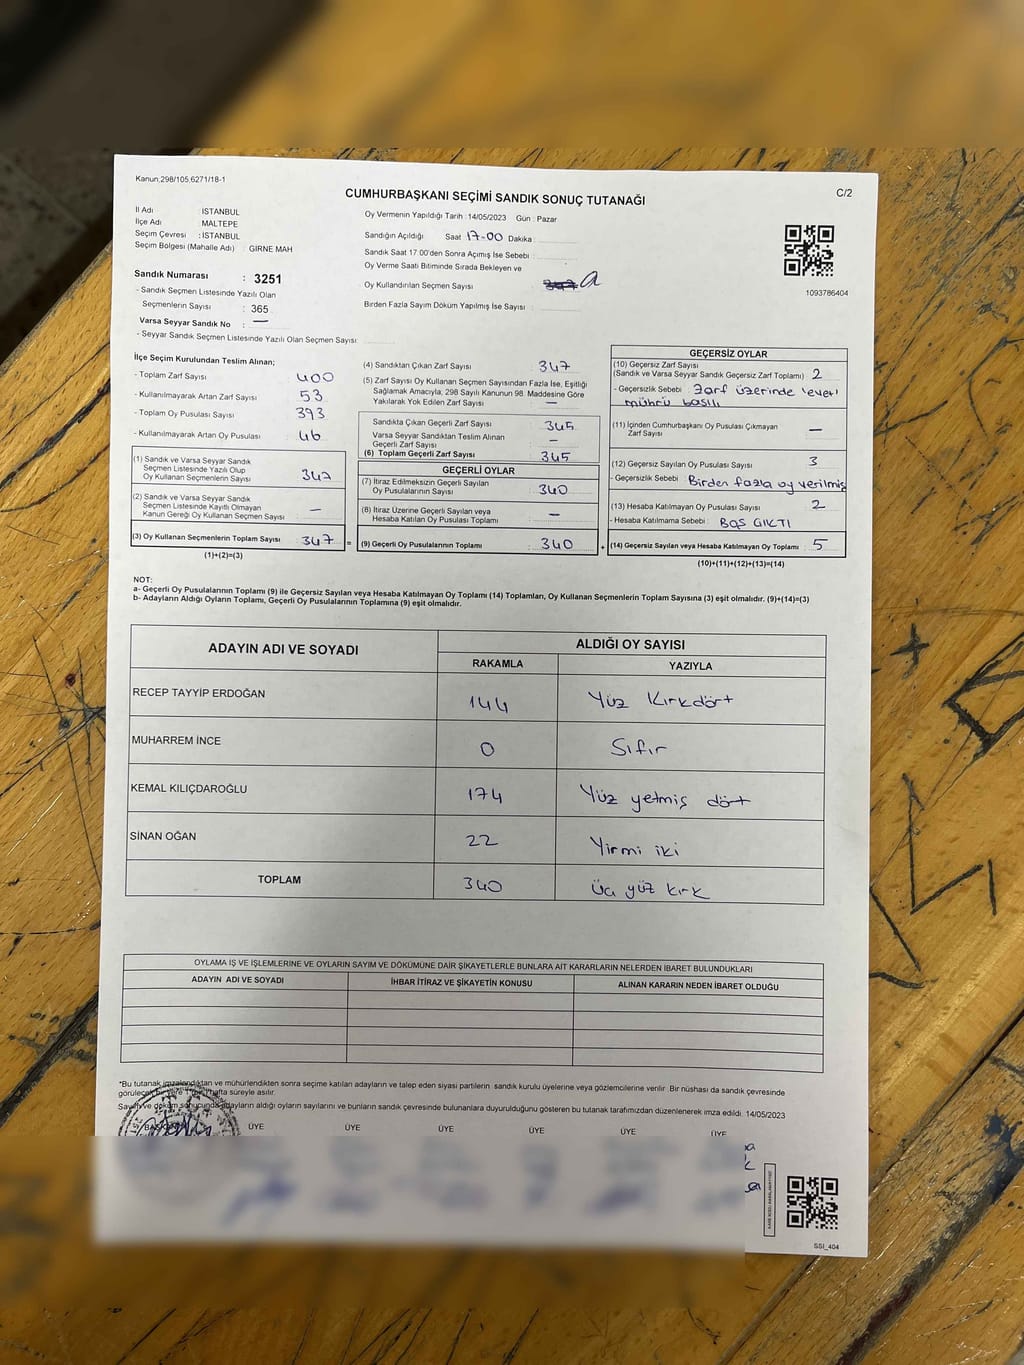 Kanun;298/105,6271/18-1
C/2
CUMHURBAŞKANI SEÇİMİ SANDIK SONUÇ TUTANAĞI
İl Adı : ISTANBUL
İlçe Adı : MALTEPE
Seçim Çevresi : İSTANBUL
Seçim Bölgesi (Mahalle Adı) : GIRNE MAH
Sandık Numarası : 3251
- Sandık Seçmen Listesinde Yazılı Olan
Seçmenlerin Sayısı : 365
Varsa Seyyar Sandık No : —
- Seyyar Sandık Seçmen Listesinde Yazılı Olan Seçmen Sayısı:
Oy Vermenin Yapıldığı Tarih : 14/05/2023 Gün : Pazar
Sandığın Açıldığı Saat 17-00 Dakika :
Sandık Saat 17:00'den Sonra Açımış İse Sebebi :
Oy Verme Saati Bitiminde Sırada Bekleyen ve
Oy Kullandırılan Seçmen Sayısı
Birden Fazla Sayım Döküm Yapılmış İse Sayısı :
1093786404
İlçe Seçim Kurulundan Teslim Alınan;
- Toplam Zarf Sayısı 400
- Kullanılmayarak Artan Zarf Sayısı : 53
- Toplam Oy Pusulası Sayısı : 393
- Kullanılmayarak Artan Oy Pusulası : 46
(1) Sandık ve Varsa Seyyar Sandık
Seçmen Listesinde Yazılı Olup
Oy Kullanan Seçmenlerin Sayısı : 347
(2) Sandık ve Varsa Seyyar Sandık
Seçmen Listesinde Kayıtlı Olmayan
Kanun Gereği Oy Kullanan Seçmen Sayısı : —
(3) Oy Kullanan Seçmenlerin Toplam Sayısı : 347 =
(1)+(2)=(3)
(4) Sandıktan Çıkan Zarf Sayısı : 347
(5) Zarf Sayısı Oy Kullanan Seçmen Sayısından Fazla İse, Eşitliği
Sağlamak Amacıyla; 298 Sayılı Kanunun 98. Maddesine Göre
Yakılarak Yok Edilen Zarf Sayısı : —
Sandıkta Çıkan Geçerli Zarf Sayısı : 345
Varsa Seyyar Sandıktan Teslim Alınan
Geçerli Zarf Sayısı : —
(6) Toplam Geçerli Zarf Sayısı : 345
GEÇERLİ OYLAR
(7) İtiraz Edilmeksizin Geçerli Sayılan
Oy Pusulalarının Sayısı : 340
(8) İtiraz Üzerine Geçerli Sayılan veya
Hesaba Katılan Oy Pusulası Toplamı : —
(9) Geçerli Oy Pusulalarının Toplamı : 340 +
GEÇERSİZ OYLAR
(10) Geçersiz Zarf Sayısı
(Sandık ve Varsa Seyyar Sandık Geçersiz Zarf Toplamı) 2
- Geçersizlik Sebebi : Zarf üzerinde 'evet'
mührü basılı
(11) İçinden Cumhurbaşkanı Oy Pusulası Çıkmayan
Zarf Sayısı : —
(12) Geçersiz Sayılan Oy Pusulası Sayısı : 3
- Geçersizlik Sebebi : Birden fazla oy verilmiş
(13) Hesaba Katılmayan Oy Sayısı : 2
- Hesaba Katılmama Sebebi : BOŞ ÇIKTI
(14) Geçersiz Sayılan veya Hesaba Katılmayan Oy Toplamı : 5
(10)+(11)+(12)+(13)=(14)
NOT:
a- Geçerli Oy Pusulalarının Toplamı (9) ile Geçersiz Sayılan veya Hesaba Katılmayan Oy Toplamı (14) Toplamları, Oy Kullanan Seçmenlerin Toplam Sayısına (3) eşit olmalıdır. (9)+(14)=(3)
b- Adayların Aldığı Oyların Toplamı, Geçerli Oy Pusulalarının Toplamına (9) eşit olmalıdır.
ADAYIN ADI VE SOYADI ALDIĞI OY SAYISI
RAKAMLA YAZIYLA
RECEP TAYYİP ERDOĞAN 144 Yüz Kırkdört
MUHARREM İNCE 0 Sıfır
KEMAL KILIÇDAROĞLU 174 Yüz yetmiş dört
SİNAN OĞAN 22 Yirmi iki
TOPLAM 340 Üç yüz kırk
OYLAMA İŞ VE İŞLEMLERİNE VE OYLARIN SAYIM VE DÖKÜMÜNE DAİR ŞİKAYETLERLE BUNLARA AİT KARARLARIN NELERDEN İBARET BULUNDUKLARI
ADAYIN ADI VE SOYADI İHBAR İTİRAZ VE ŞİKAYETİN KONUSU ALINAN KARARIN NEDEN İBARET OLDUĞU
*Bu tutanak imzalandıktan ve mühürlendikten sonra seçime katılan adayların ve talep eden siyasi partilerin sandık kurulu üyelerine veya gözlemcilerine verilir. Bir nüshası da sandık çevresinde
görülecek bir yere 1 (bir) hafta süreyle asılır.
Sayım ve döküm sonucunda adayların aldığı oyların sayılarını ve bunların sandık çevresinde bulunanlara duyurulduğunu gösteren bu tutanak tarafımızdan düzenlenerek imza edildi. 14/05/2023
BAŞKAN ÜYE ÜYE ÜYE ÜYE ÜYE ÜYE
SSI_404